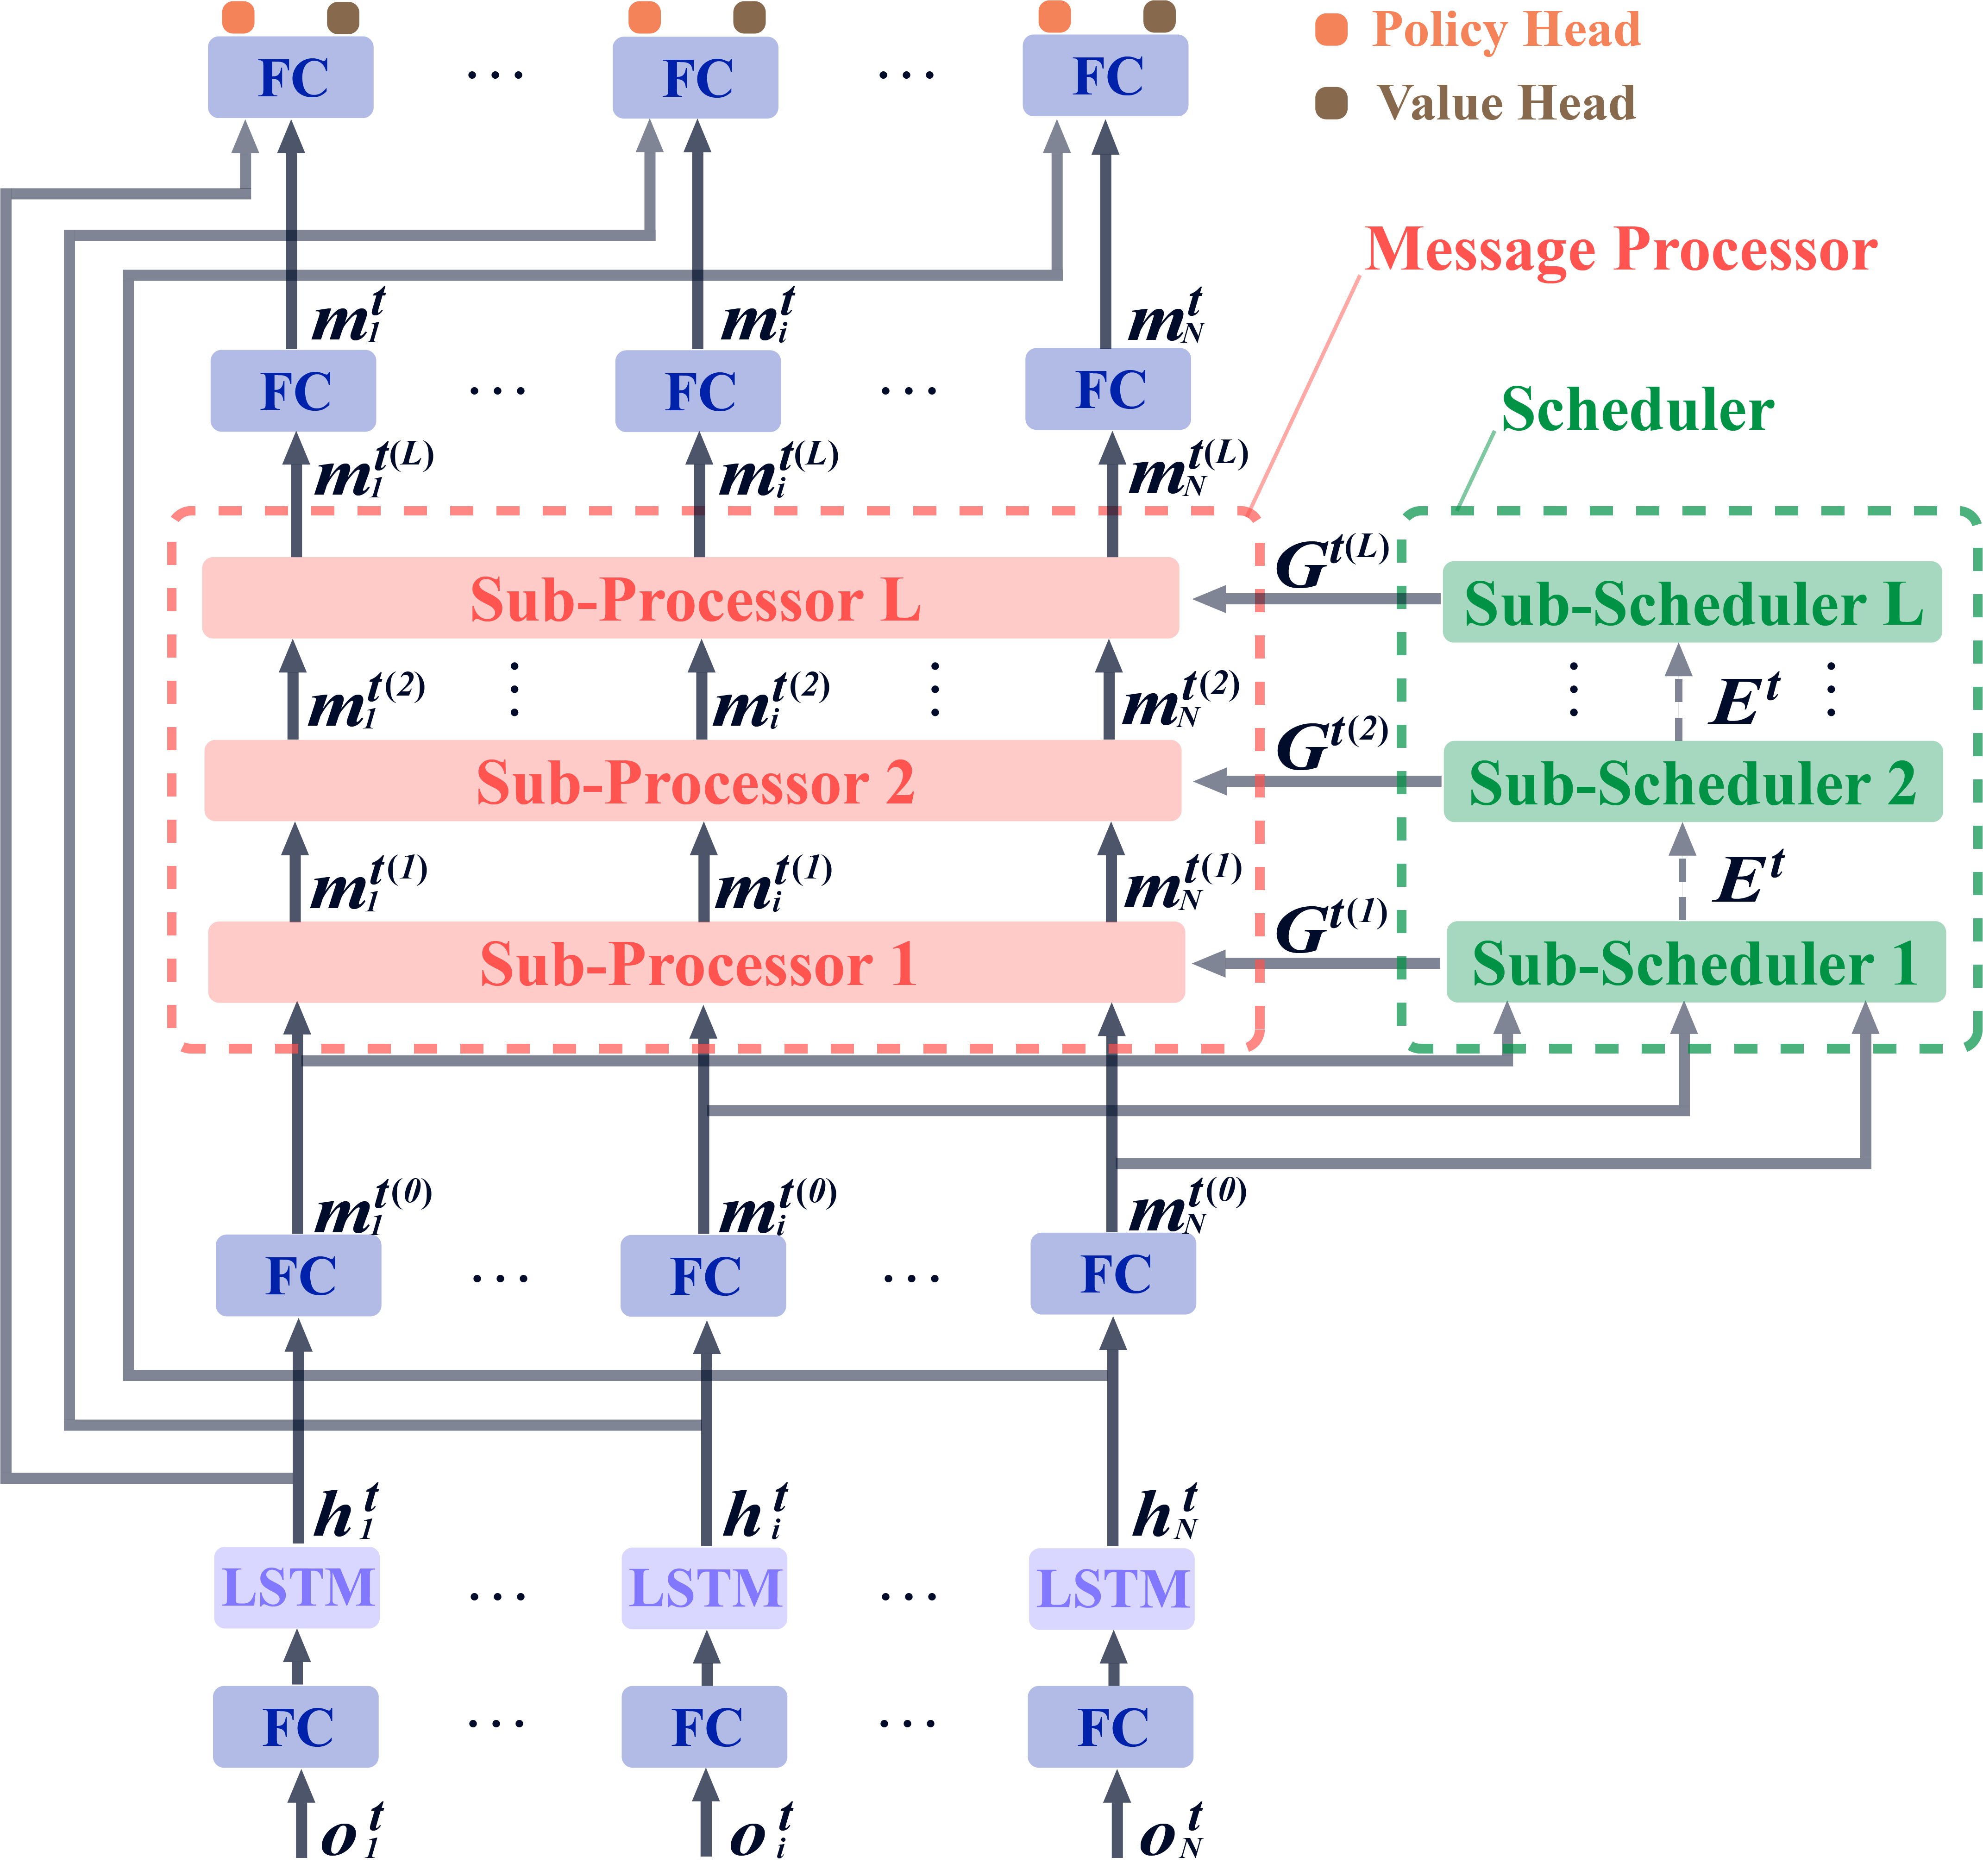 Policy Head
Value Head
FC ... FC ... FC
Message Processor
m_1^t m_i^t m_N^t
FC ... FC ... FC
Scheduler
m_1^{t(L)} m_i^{t(L)} m_N^{t(L)}
G^{t(L)}
Sub-Processor L
Sub-Scheduler L
m_1^{t(2)} ⋮ m_i^{t(2)} ⋮ m_N^{t(2)}
⋮ E^t ⋮
G^{t(2)}
Sub-Processor 2
Sub-Scheduler 2
m_1^{t(1)} m_i^{t(1)} m_N^{t(1)}
E^t
G^{t(1)}
Sub-Processor 1
Sub-Scheduler 1
m_1^{t(0)} m_i^{t(0)} m_N^{t(0)}
FC ... FC ... FC
h_1^t h_i^t h_N^t
LSTM ... LSTM ... LSTM
FC ... FC ... FC
o_1^t o_i^t o_N^t